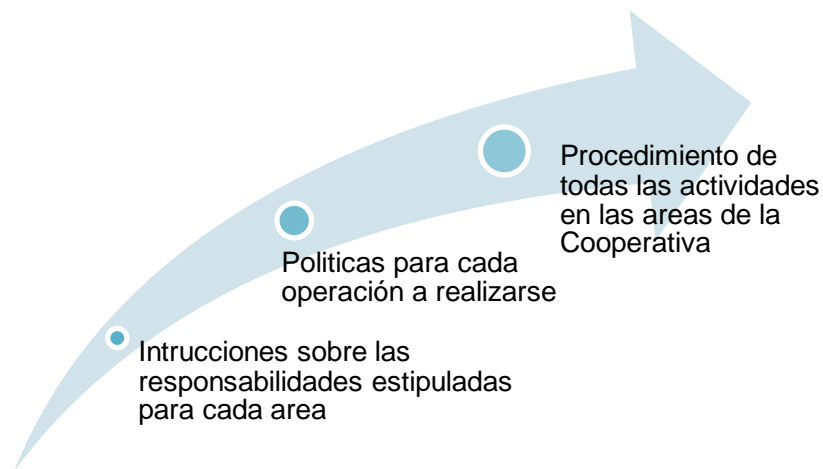 Procedimiento de
todas las actividades
en las areas de la
Cooperativa
Politicas para cada
operación a realizarse
Intrucciones sobre las
responsabilidades estipuladas
para cada area